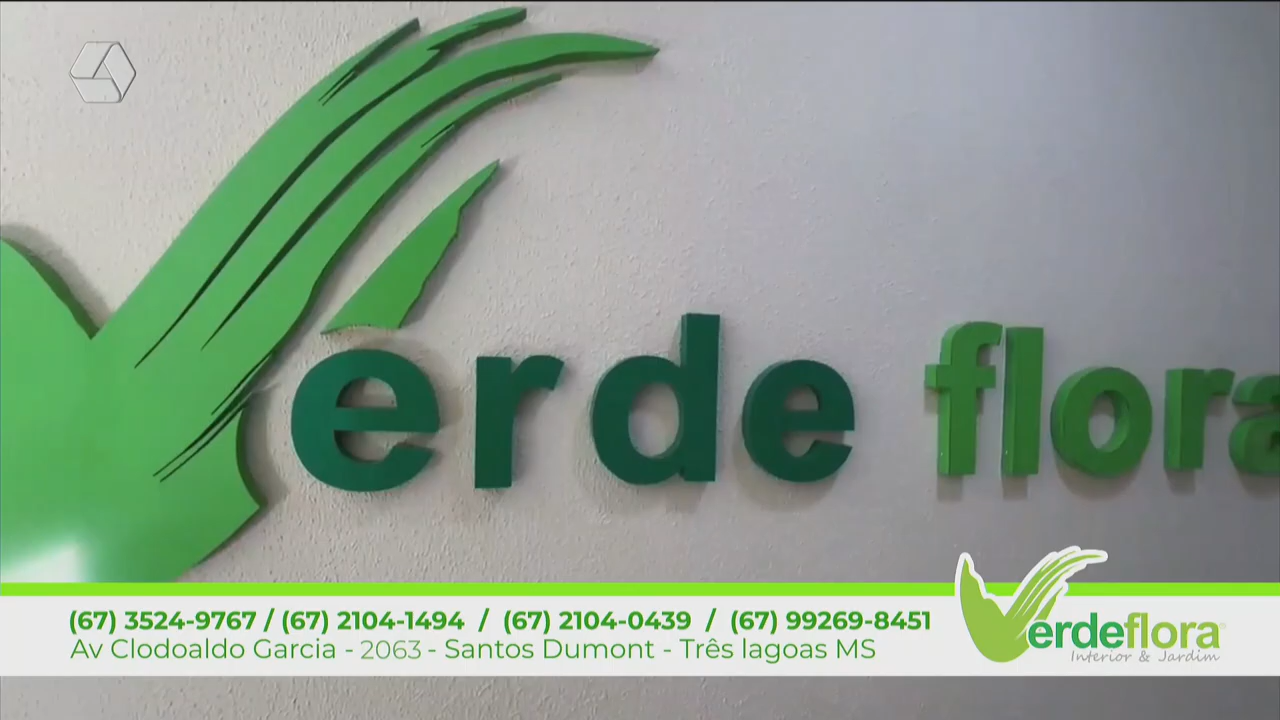 Verde flora
(67) 3524-9767 / (67) 2104-1494 / (67) 2104-0439 / (67) 99269-8451
Av Clodoaldo Garcia - 2063 - Santos Dumont - Três lagoas MS
Verdeflora
Interior & Jardim